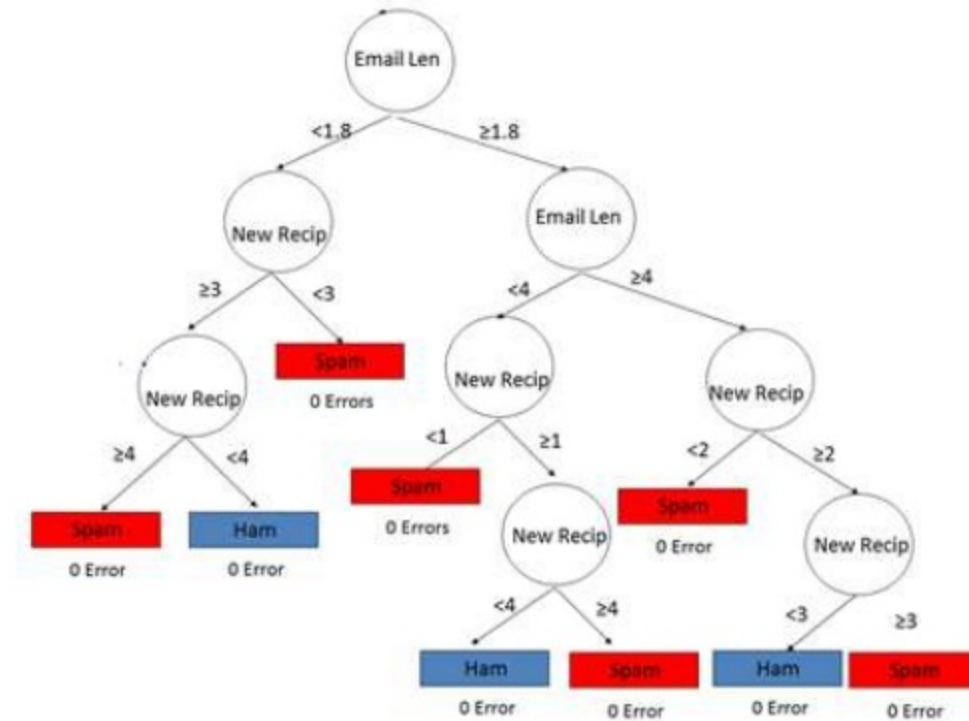 Email Len
<1.8 ≥1.8
New Recip Email Len
≥3 <3 <4 ≥4
New Recip Spam New Recip New Recip
0 Errors
≥4 <4 <1 ≥1 <2 ≥2
Spam Ham Spam New Recip Spam New Recip
0 Error 0 Error 0 Errors 0 Error
<4 ≥4 <3 ≥3
Ham Spam Ham Spam
0 Error 0 Error 0 Error 0 Error